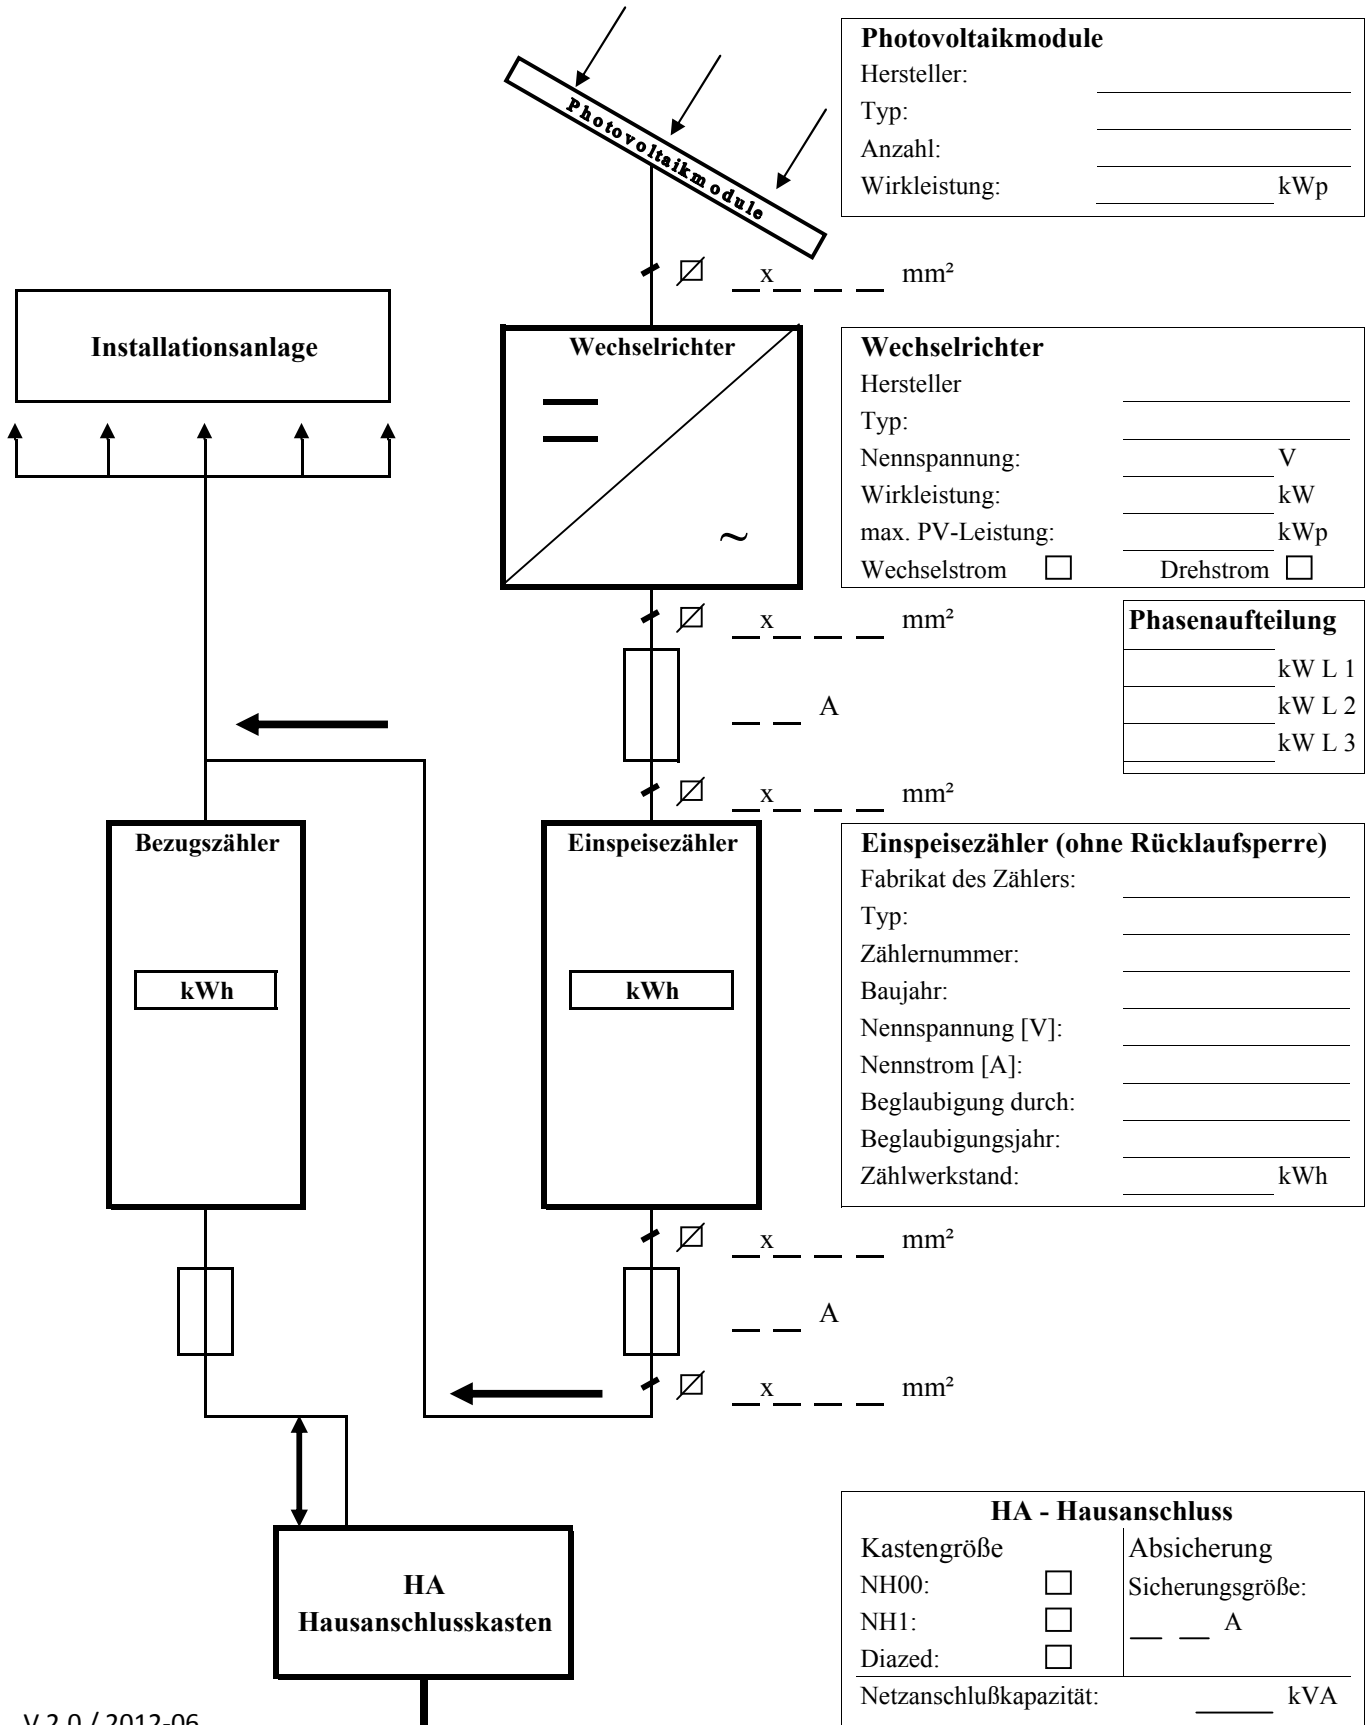 Photovoltaikmodule
Photovoltaikmodule
Hersteller:
Typ:
Anzahl:
Wirkleistung: kWp
x mm²
Installationsanlage
Wechselrichter
~
Wechselrichter
Hersteller
Typ:
Nennspannung: V
Wirkleistung: kW
max. PV-Leistung: kWp
Wechselstrom Drehstrom
x mm²
A
x mm²
Phasenaufteilung
kW L 1
kW L 2
kW L 3
Bezugszähler
kWh
Einspeisezähler
kWh
Einspeisezähler (ohne Rücklaufsperre)
Fabrikat des Zählers:
Typ:
Zählernummer:
Baujahr:
Nennspannung [V]:
Nennstrom [A]:
Beglaubigung durch:
Beglaubigungsjahr:
Zählwerkstand: kWh
x mm²
A
x mm²
HA
Hausanschlusskasten
HA - Hausanschluss
Kastengröße
NH00:
NH1:
Diazed:
Absicherung
Sicherungsgröße:
A
Netzanschlußkapazität: kVA
V 2.0 / 2012-06